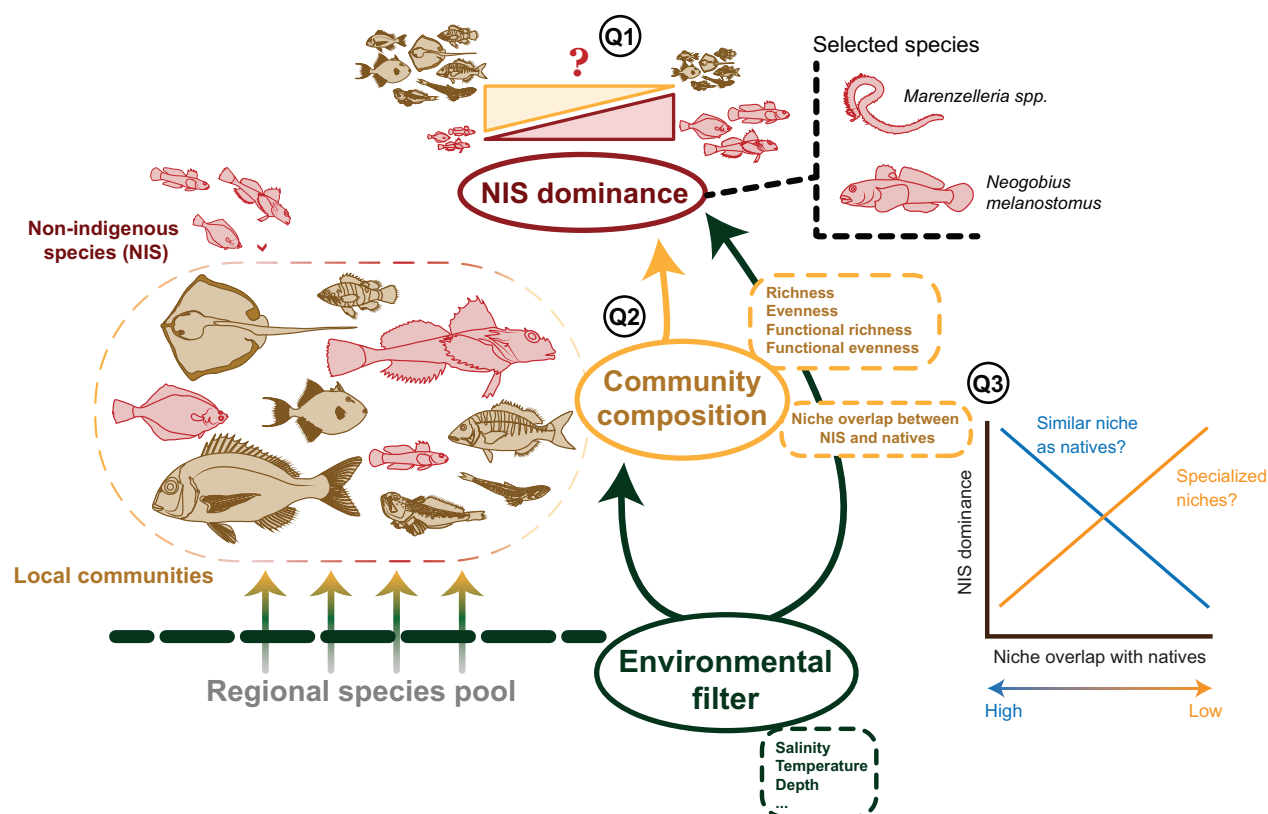 Q1
?
Selected species
Marenzelleria spp.
Neogobius
melanostomus
NIS dominance
Non-indigenous
species (NIS)
Q2
Richness
Evenness
Functional richness
Functional evenness
Community
composition
Niche overlap between
NIS and natives
Q3
Similar niche
as natives?
Specialized
niches?
NIS dominance
Niche overlap with natives
High
Low
Local communities
Regional species pool
Environmental
filter
Salinity
Temperature
Depth
...